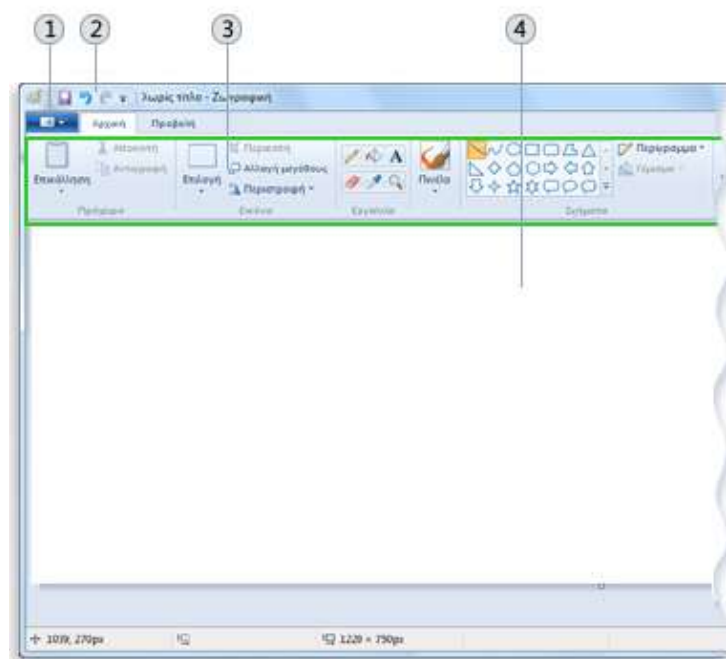 1 2 3 4
Χωρίς τίτλο - Ζωγραφική
Αρχική Προβολή
Αποκοπή
Αντιγραφή
Επικόλληση
Πρόχειρο
Περικοπή
Αλλαγή μεγέθους
Περιστροφή
Επιλογή
Εικόνα
A
Εργαλεία
Πινέλα
Περίγραμμα
Γέμισμα
Σχήματα
1039, 270px
1220 × 750px